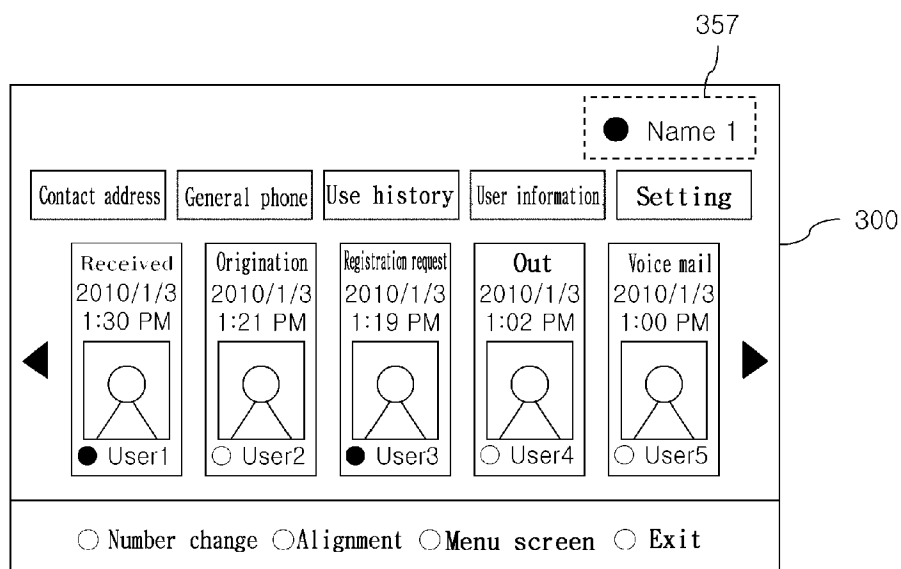 357
Name 1
Contact address General phone Use history User information Setting
300
Received Origination Registration request Out Voice mail
2010/1/3 2010/1/3 2010/1/3 2010/1/3 2010/1/3
1:30 PM 1:21 PM 1:19 PM 1:02 PM 1:00 PM
User1 User2 User3 User4 User5
Number change Alignment Menu screen Exit